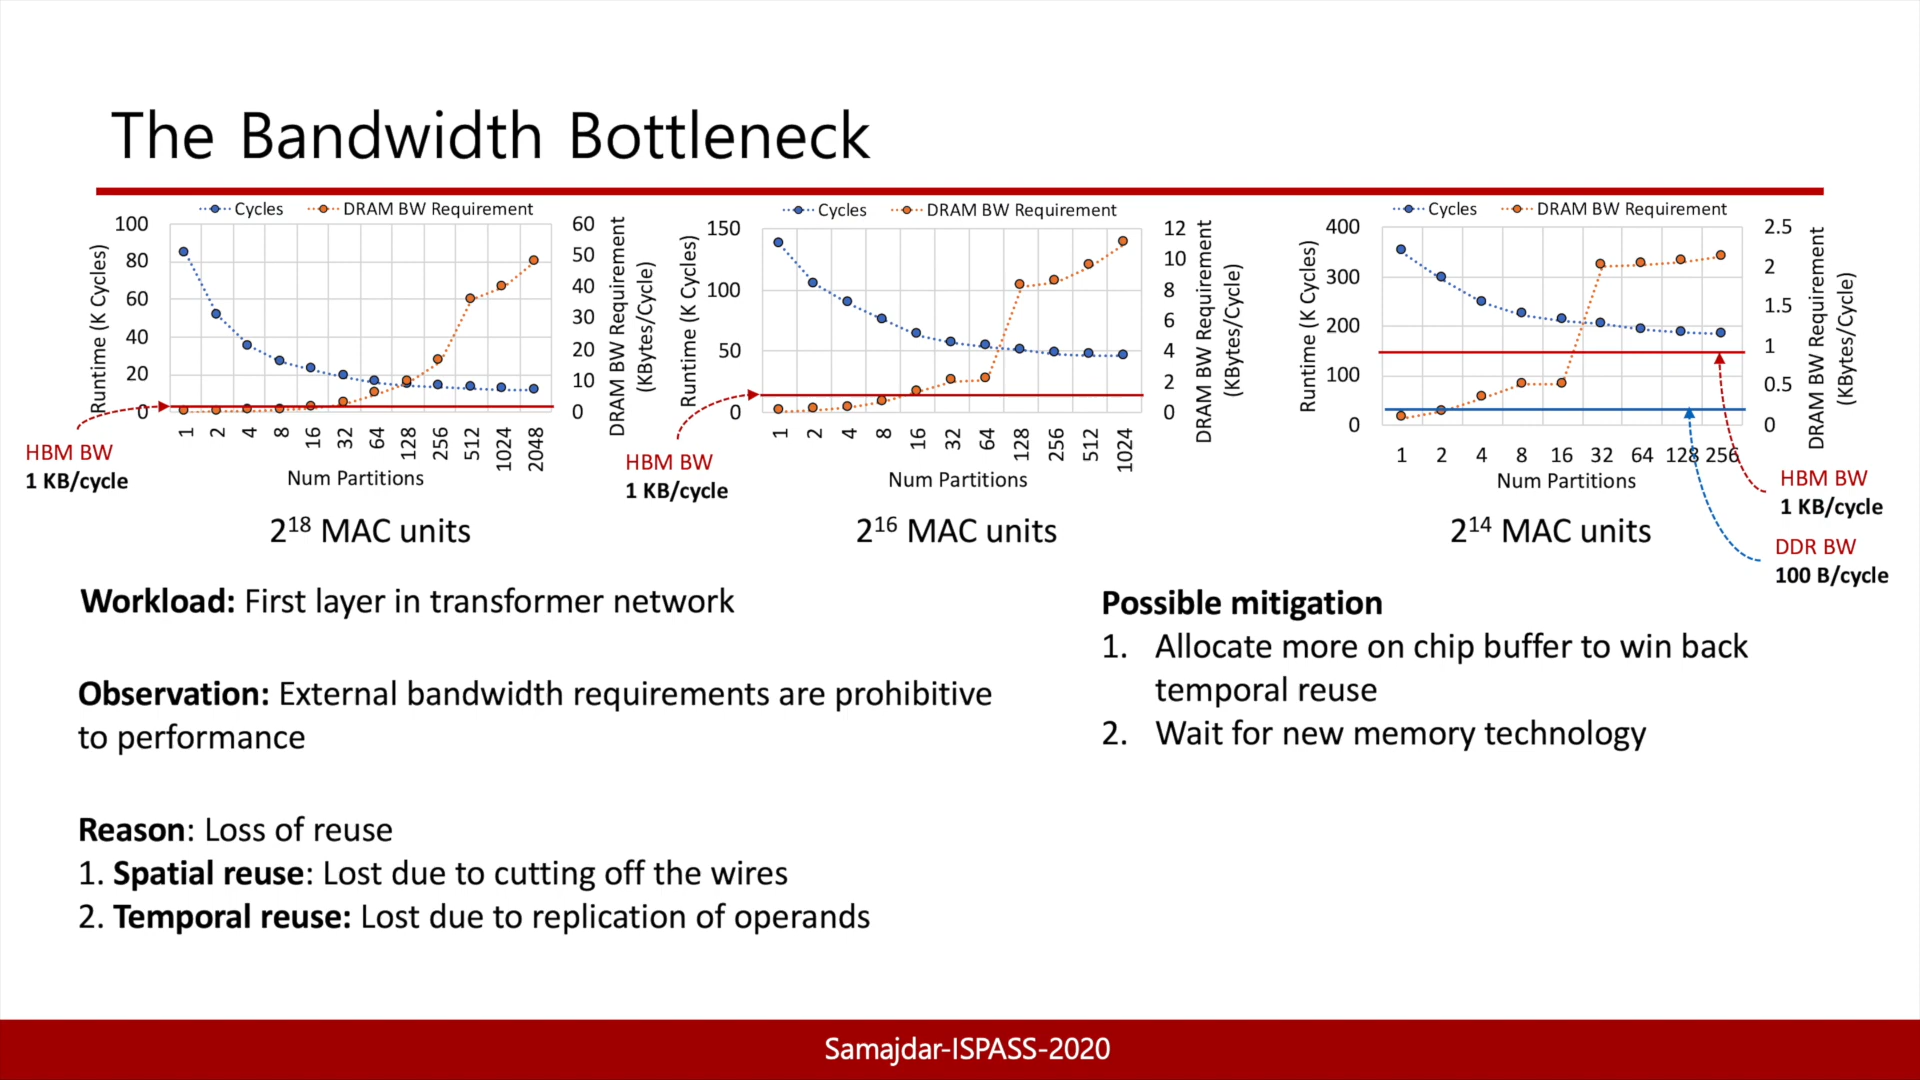 The Bandwidth Bottleneck
Cycles DRAM BW Requirement
100
80
60
40
20
0
Runtime (K Cycles)
60
50
40
30
20
10
0
DRAM BW Requirement
(KBytes/Cycle)
1 2 4 8 16 32 64 128 256 512 1024 2048
Num Partitions
HBM BW
1 KB/cycle
2¹⁸ MAC units
Cycles DRAM BW Requirement
150
100
50
0
Runtime (K Cycles)
12
10
8
6
4
2
0
DRAM BW Requirement
(KBytes/Cycle)
1 2 4 8 16 32 64 128 256 512 1024
Num Partitions
HBM BW
1 KB/cycle
2¹⁶ MAC units
Cycles DRAM BW Requirement
400
300
200
100
0
Runtime (K Cycles)
2.5
2
1.5
1
0.5
0
DRAM BW Requirement
(KBytes/Cycle)
1 2 4 8 16 32 64 128 256
Num Partitions
HBM BW
1 KB/cycle
DDR BW
100 B/cycle
2¹⁴ MAC units
Workload: First layer in transformer network
Observation: External bandwidth requirements are prohibitive
to performance
Reason: Loss of reuse
1. Spatial reuse: Lost due to cutting off the wires
2. Temporal reuse: Lost due to replication of operands
Possible mitigation
1. Allocate more on chip buffer to win back
temporal reuse
2. Wait for new memory technology
Samajdar-ISPASS-2020